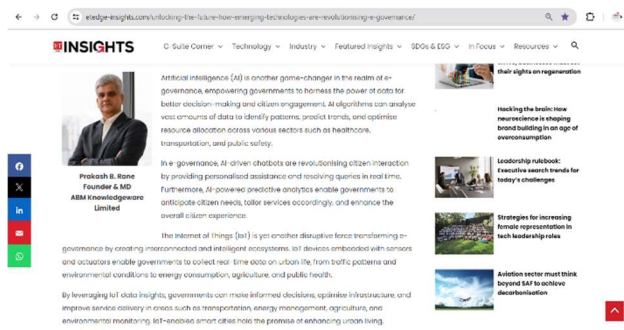 etedge-insights.com/unlocking-the-future-how-emerging-technologies-are-revolutionising-e-governance/
ET INSIGHTS
C-Suite Corner
Technology
Industry
Featured Insights
SDGs & ESG
In Focus
Resources
Artificial Intelligence (AI) is another game-changer in the realm of e-
governance, empowering governments to harness the power of data for
better decision-making and citizen engagement. AI algorithms can analyse
vast amounts of data to identify patterns, predict trends, and optimise
resource allocation across various sectors such as healthcare,
transportation, and public safety.
Prakash B. Rane
Founder & MD
ABM Knowledgeware
Limited
In e-governance, AI-driven chatbots are revolutionising citizen interaction
by providing personalised assistance and resolving queries in real time.
Furthermore, AI-powered predictive analytics enable governments to
anticipate citizen needs, tailor services accordingly, and enhance the
overall citizen experience.
The Internet of Things (IoT) is yet another disruptive force transforming e-
governance by creating interconnected and intelligent ecosystems. IoT devices embedded with sensors
and actuators enable governments to collect real-time data on urban life, from traffic patterns and
environmental conditions to energy consumption, agriculture, and public health.
By leveraging IoT data insights, governments can make informed decisions, optimise infrastructure, and
improve service delivery in areas such as transportation, energy management, agriculture, and
environmental monitoring. IoT-enabled smart cities hold the promise of enhancing urban living,
their sights on regeneration
Hacking the brain: How
neuroscience is shaping
brand building in an age of
overconsumption
Leadership rulebook:
Executive search trends for
today's challenges
Strategies for increasing
female representation in
tech leadership roles
Aviation sector must think
beyond SAF to achieve
decarbonisation